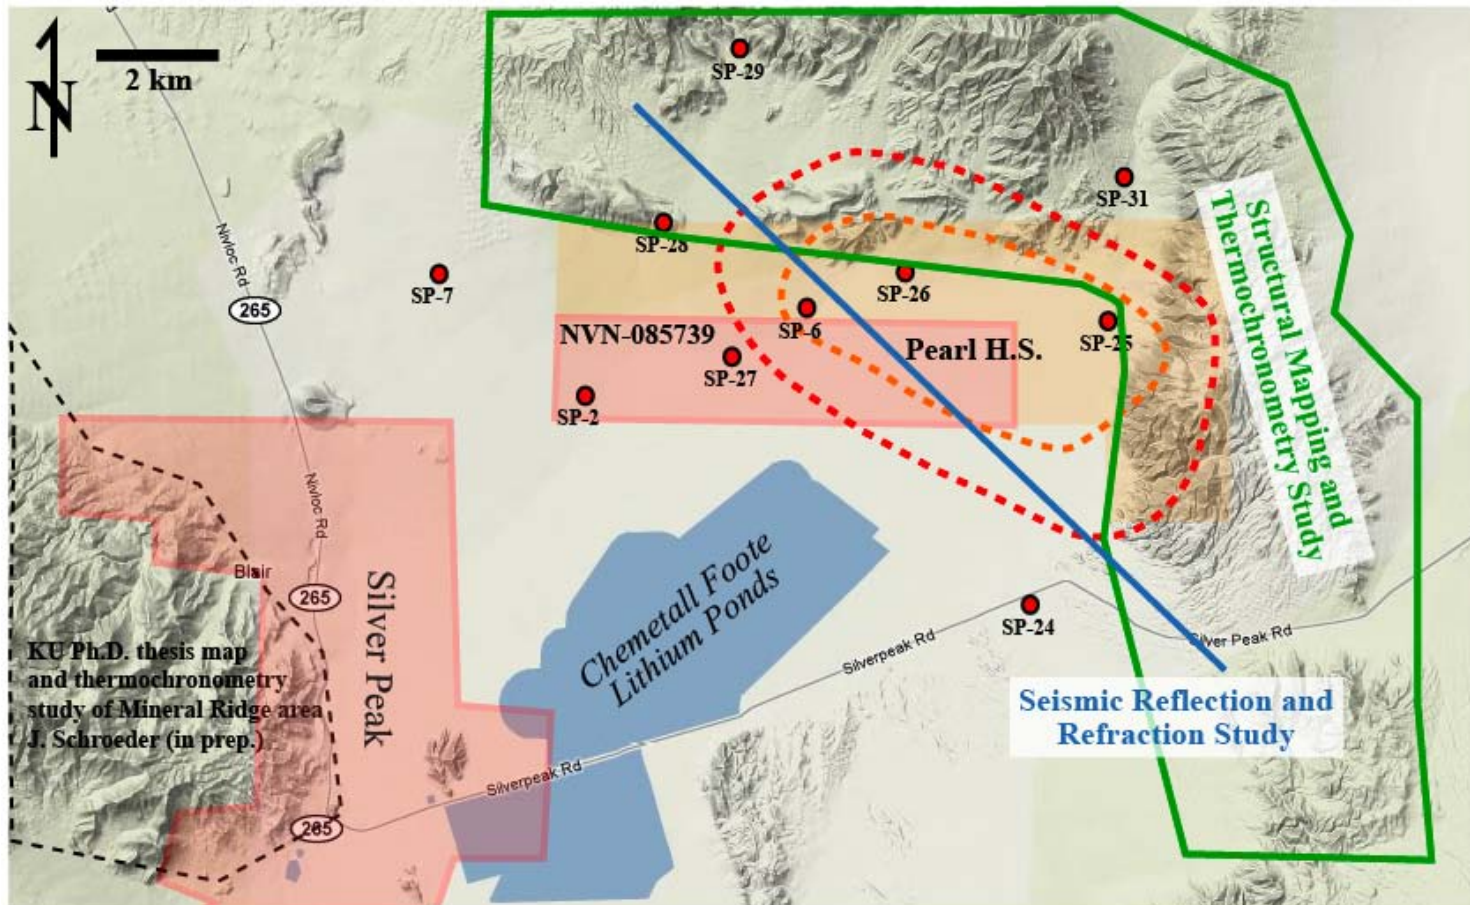 N
2 km
SP-29
SP-31
Structural Mapping and
Thermochronometry Study
SP-28
Nivloc Rd
SP-7
SP-26
265
SP-6
NVN-085739
SP-25
Pearl H.S.
SP-27
SP-2
Nivloc Rd
Blair
265
Silver Peak
Chemetall Foote
Lithium Ponds
SP-24
Silverpeak Rd
Silver Peak Rd
KU Ph.D. thesis map
and thermochronometry
study of Mineral Ridge area
J. Schroeder (in prep.)
Seismic Reflection and
Refraction Study
Silverpeak Rd
265